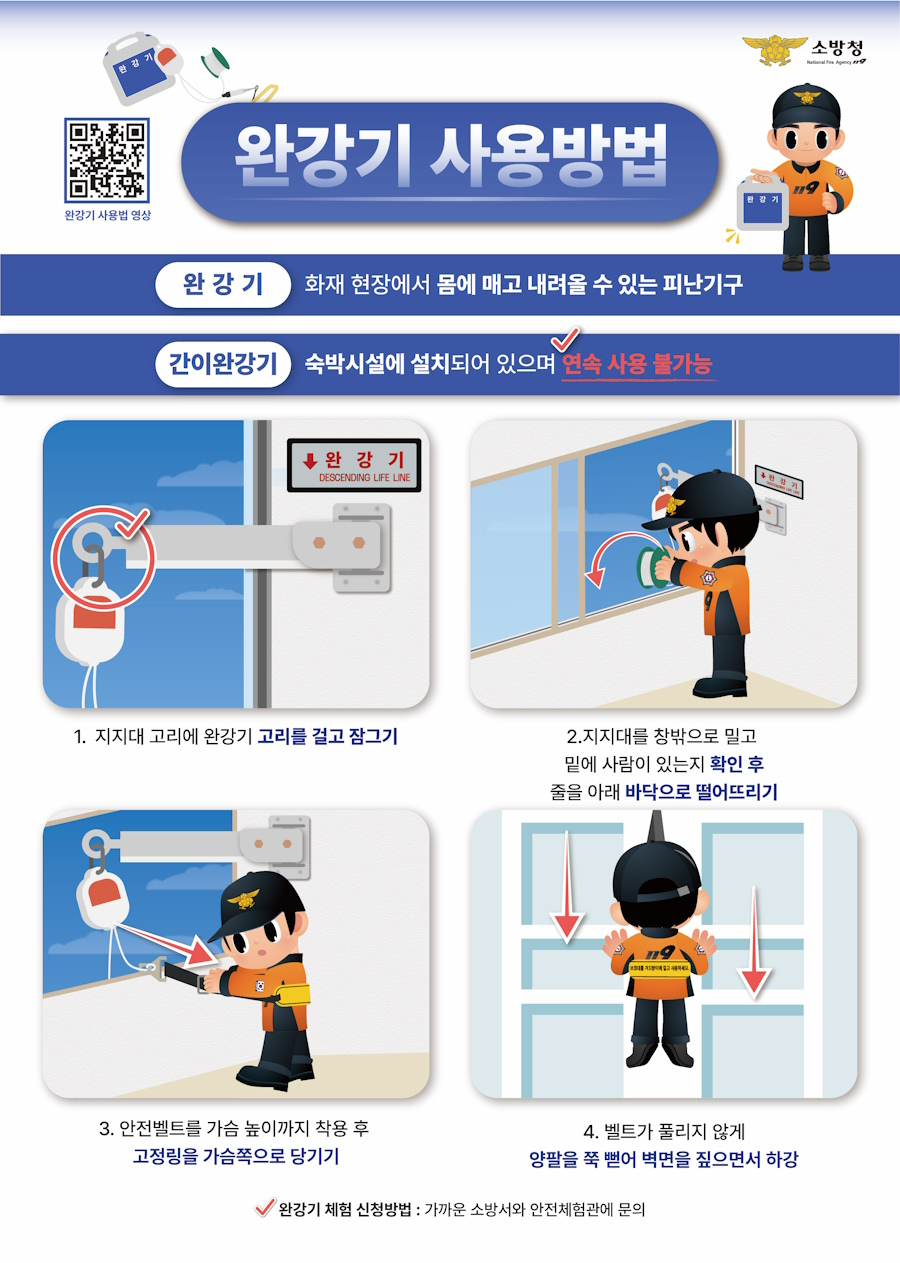 완강기
소방청
National Fire Agency 119
완강기 사용방법
완강기 사용법 영상
119
완강기
완 강 기
화재 현장에서 몸에 매고 내려올 수 있는 피난기구
간이완강기
숙박시설에 설치되어 있으며 연속 사용 불가능
완 강 기
DESCENDING LIFE LINE
완 강 기
DESCENDING LIFE LINE
1. 지지대 고리에 완강기 고리를 걸고 잠그기
2.지지대를 창밖으로 밀고
밑에 사람이 있는지 확인 후
줄을 아래 바닥으로 떨어뜨리기
119
3. 안전벨트를 가슴 높이까지 착용 후
고정링을 가슴쪽으로 당기기
4. 벨트가 풀리지 않게
양팔을 쭉 뻗어 벽면을 짚으면서 하강
완강기 체험 신청방법 : 가까운 소방서와 안전체험관에 문의